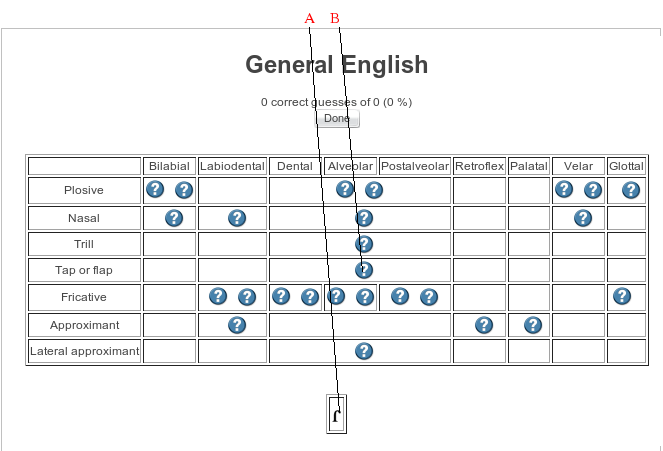 A B
General English
0 correct guesses of 0 (0 %)
Done
Bilabial Labiodental Dental Alveolar Postalveolar Retroflex Palatal Velar Glottal
Plosive ? ? ? ? ? ? ?
Nasal ? ? ? ?
Trill ?
Tap or flap ?
Fricative ? ? ? ? ? ? ? ? ?
Approximant ? ? ?
Lateral approximant ?
ɾ